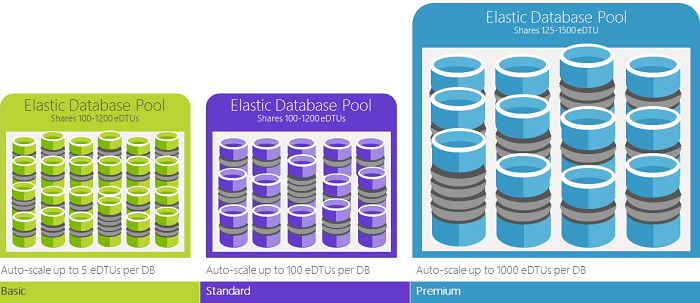 Elastic Database Pool
Shares 100-1200 eDTUs
Auto-scale up to 5 eDTUs per DB
Basic
Elastic Database Pool
Shares 100-1200 eDTUs
Auto-scale up to 100 eDTUs per DB
Standard
Elastic Database Pool
Shares 125-1500 eDTU
Auto-scale up to 1000 eDTUs per DB
Premium